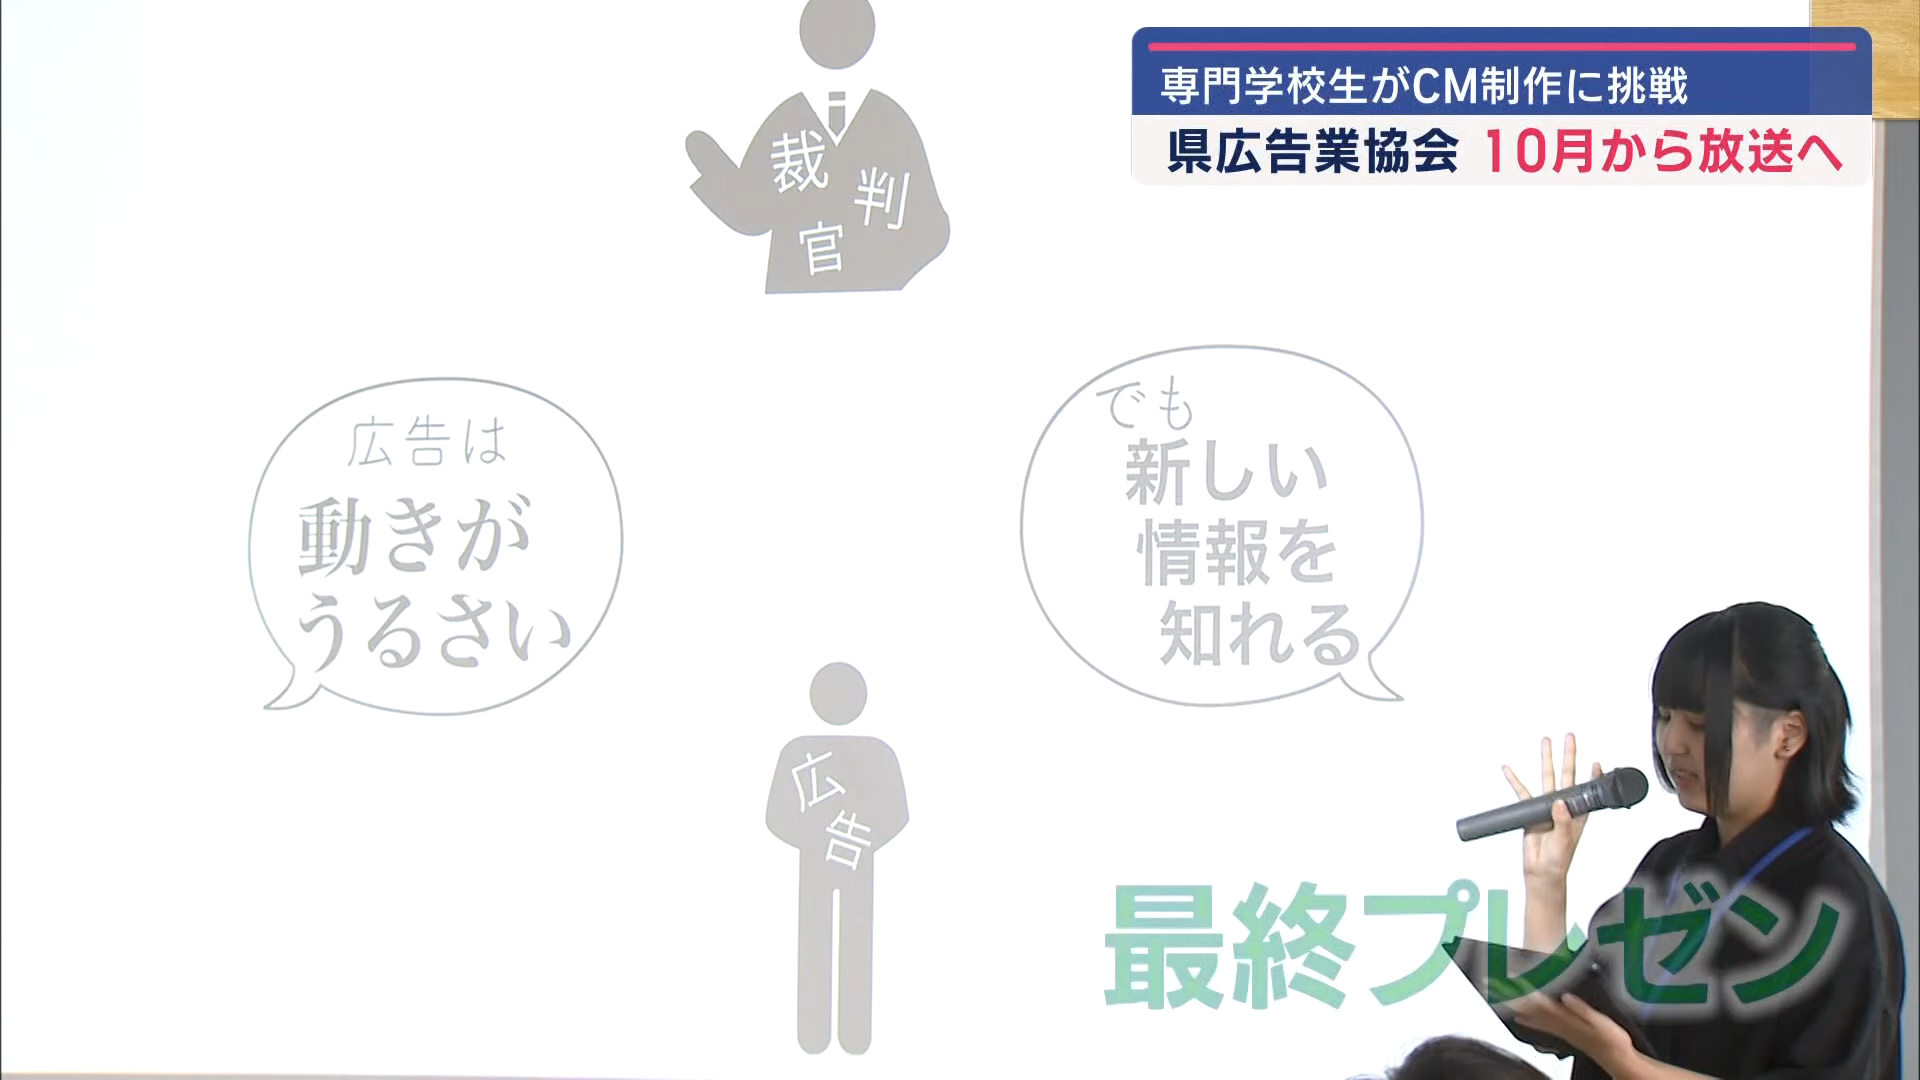 専門学校生がCM制作に挑戦
県広告業協会 10月から放送へ
裁判官
広告は
動きが
うるさい
でも
新しい
情報を
知れる
広告
最終プレゼン